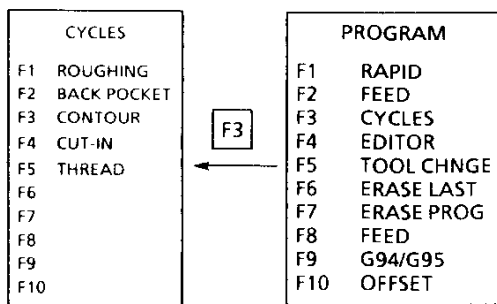 CYCLES
F1 ROUGHING
F2 BACK POCKET
F3 CONTOUR
F4 CUT-IN
F5 THREAD
F6
F7
F8
F9
F10
F3
PROGRAM
F1 RAPID
F2 FEED
F3 CYCLES
F4 EDITOR
F5 TOOL CHNGE
F6 ERASE LAST
F7 ERASE PROG
F8 FEED
F9 G94/G95
F10 OFFSET